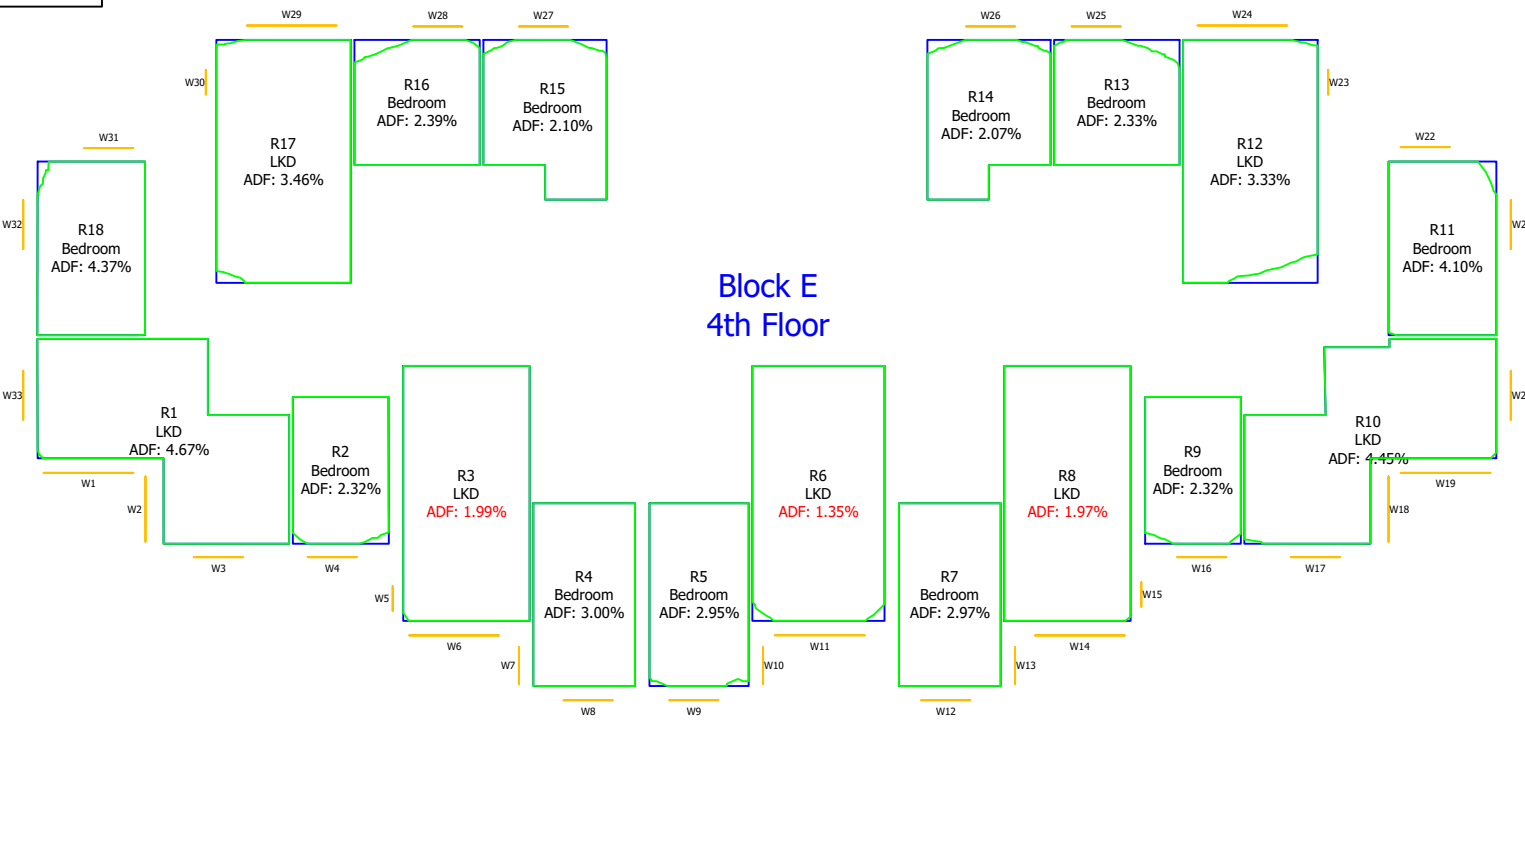 W29
W28
W27
W26
W25
W24
W30
R16
Bedroom
ADF: 2.39%
R15
Bedroom
ADF: 2.10%
R14
Bedroom
ADF: 2.07%
R13
Bedroom
ADF: 2.33%
W23
W31
R17
LKD
ADF: 3.46%
R12
LKD
ADF: 3.33%
W22
W32
R18
Bedroom
ADF: 4.37%
R11
Bedroom
ADF: 4.10%
W2
Block E
4th Floor
W33
R1
LKD
ADF: 4.67%
R2
Bedroom
ADF: 2.32%
R3
LKD
ADF: 1.99%
R6
LKD
ADF: 1.35%
R8
LKD
ADF: 1.97%
R9
Bedroom
ADF: 2.32%
R10
LKD
ADF: 4.45%
W2
W1
W2
W3
W4
W5
W6
W7
R4
Bedroom
ADF: 3.00%
R5
Bedroom
ADF: 2.95%
R7
Bedroom
ADF: 2.97%
W8
W9
W10
W11
W12
W13
W14
W15
W16
W17
W18
W19